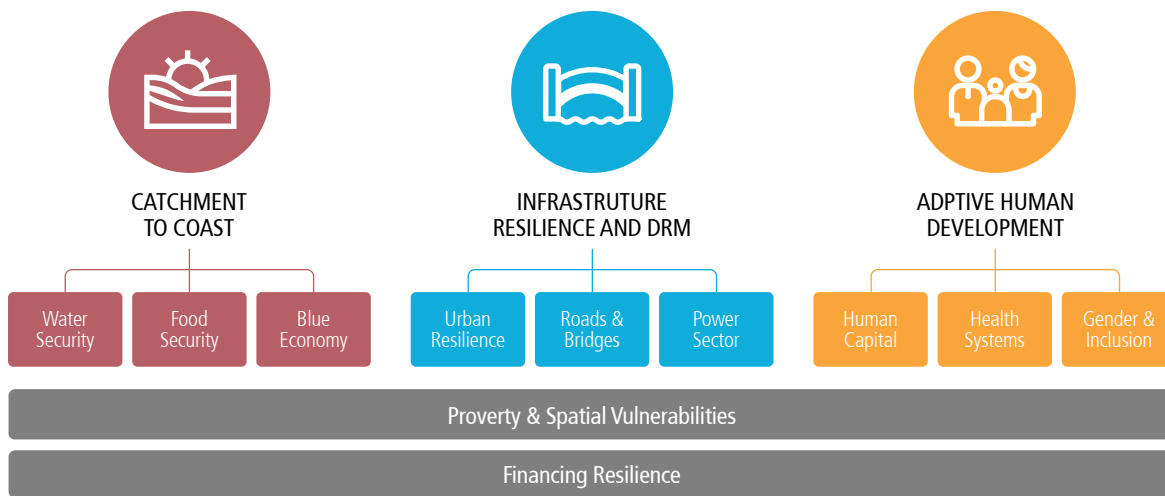 CATCHMENT
TO COAST
INFRASTRUTURE
RESILIENCE AND DRM
ADPTIVE HUMAN
DEVELOPMENT
Water
Security
Food
Security
Blue
Economy
Urban
Resilience
Roads &
Bridges
Power
Sector
Human
Capital
Health
Systems
Gender &
Inclusion
Proverty & Spatial Vulnerabilities
Financing Resilience